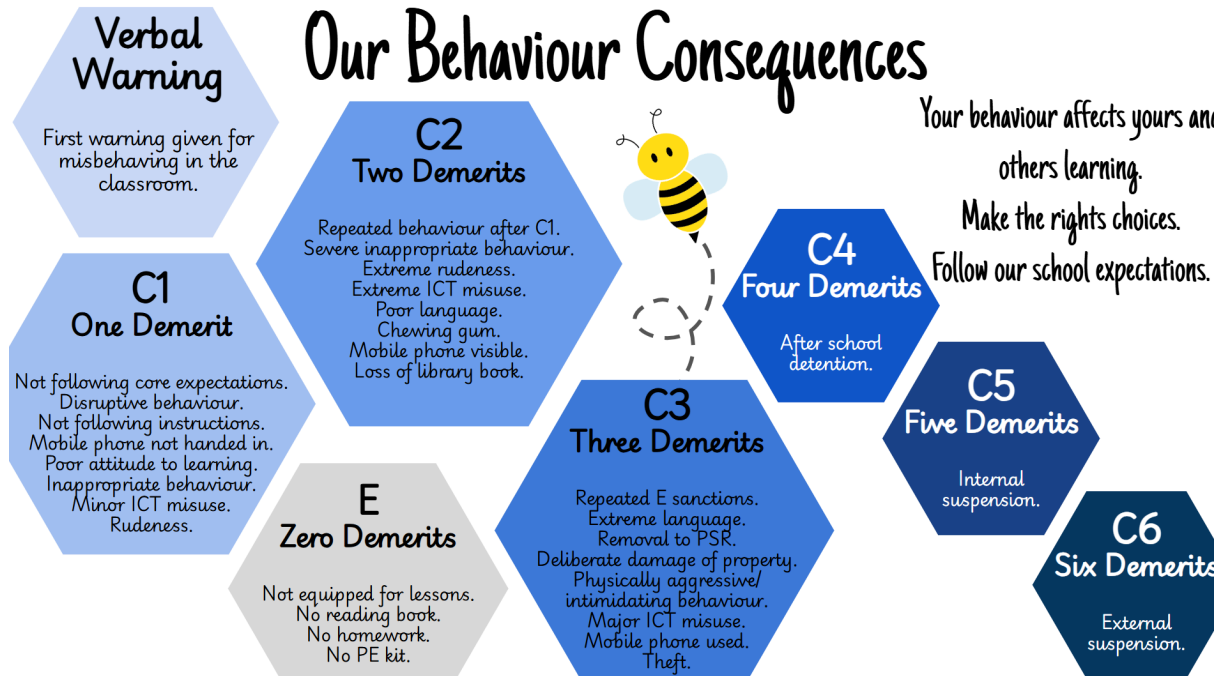 Our Behaviour Consequences
Verbal
Warning
First warning given for
misbehaving in the
classroom.
C1
One Demerit
Not following core expectations.
Disruptive behaviour.
Not following instructions.
Mobile phone not handed in.
Poor attitude to learning.
Inappropriate behaviour.
Minor ICT misuse.
Rudeness.
C2
Two Demerits
Repeated behaviour after C1.
Severe inappropriate behaviour.
Extreme rudeness.
Extreme ICT misuse.
Poor language.
Chewing gum.
Mobile phone visible.
Loss of library book.
E
Zero Demerits
Not equipped for lessons.
No reading book.
No homework.
No PE kit.
C3
Three Demerits
Repeated E sanctions.
Extreme language.
Removal to PSR.
Deliberate damage of property.
Physically aggressive/
intimidating behaviour.
Major ICT misuse.
Mobile phone used.
Theft.
Your behaviour affects yours and
others learning.
Make the rights choices.
Follow our school expectations.
C4
Four Demerits
After school
detention.
C5
Five Demerits
Internal
suspension.
C6
Six Demerits
External
suspension.